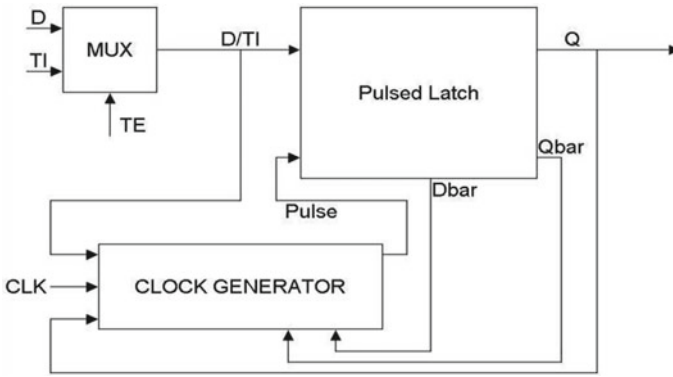 D
TI
MUX
TE
D/TI
Pulsed Latch
Q
Qbar
Dbar
Pulse
CLK
CLOCK GENERATOR